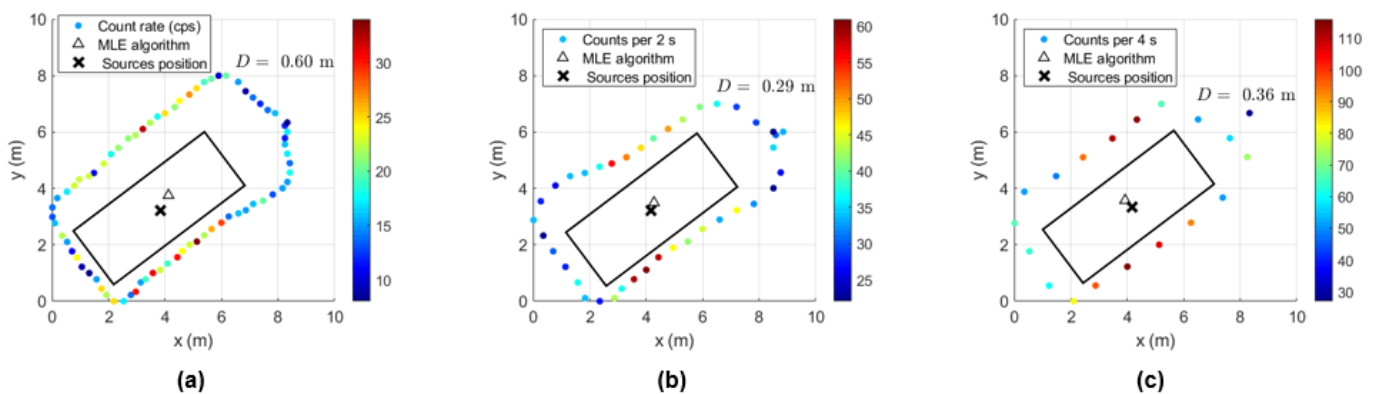 10
8
6
4
2
0
y (m)
Count rate (cps)
MLE algorithm
Sources position
D = 0.60 m
0 2 4 6 8 10
x (m)
30
25
20
15
10
(a)
10
8
6
4
2
0
y (m)
Counts per 2 s
MLE algorithm
Sources position
D = 0.29 m
0 2 4 6 8 10
x (m)
60
55
50
45
40
35
30
25
(b)
10
8
6
4
2
0
y (m)
Counts per 4 s
MLE algorithm
Sources position
D = 0.36 m
0 2 4 6 8 10
x (m)
110
100
90
80
70
60
50
40
30
(c)